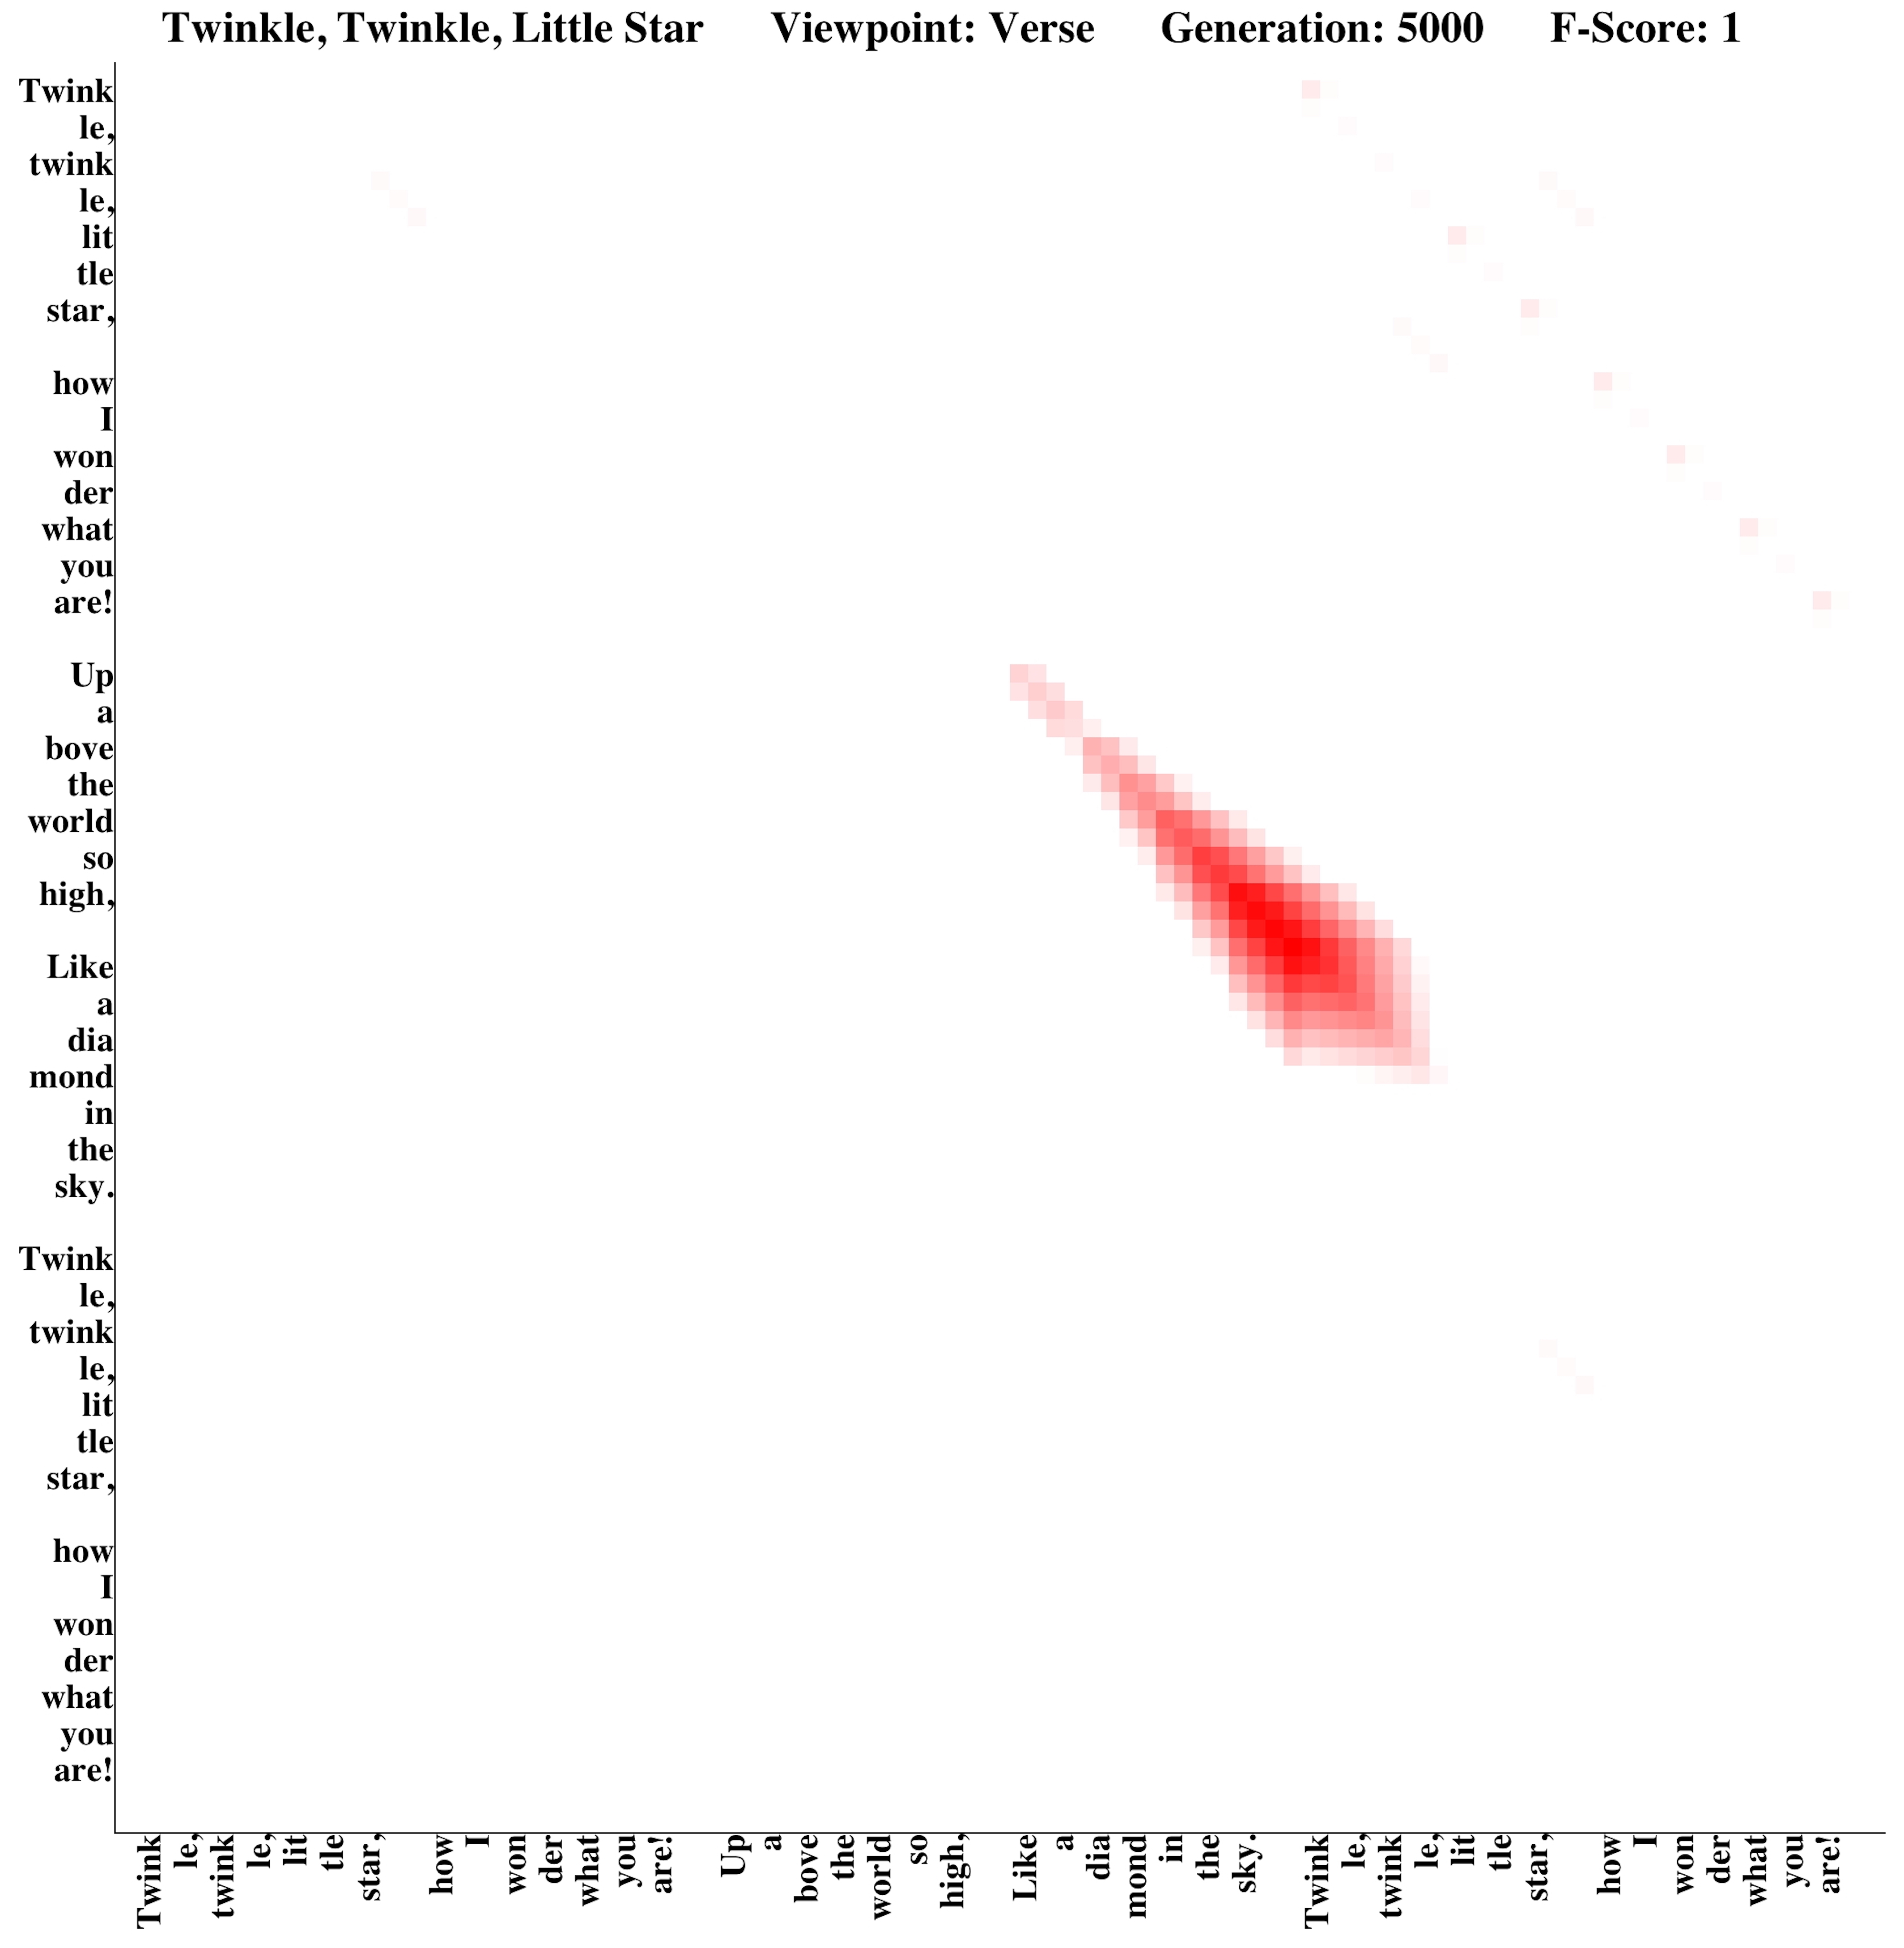 Twinkle, Twinkle, Little Star Viewpoint: Verse Generation: 5000 F-Score: 1
Twink
le,
twink
le,
lit
tle
star,
how
I
won
der
what
you
are!
Up
a
bove
the
world
so
high,
Like
a
dia
mond
in
the
sky.
Twink
le,
twink
le,
lit
tle
star,
how
I
won
der
what
you
are!
Twink le, twink le, lit tle star, how I won der what you are! Up a bove the world so high, Like a dia mond in the sky. Twink le, twink le, lit tle star, how I won der what you are!